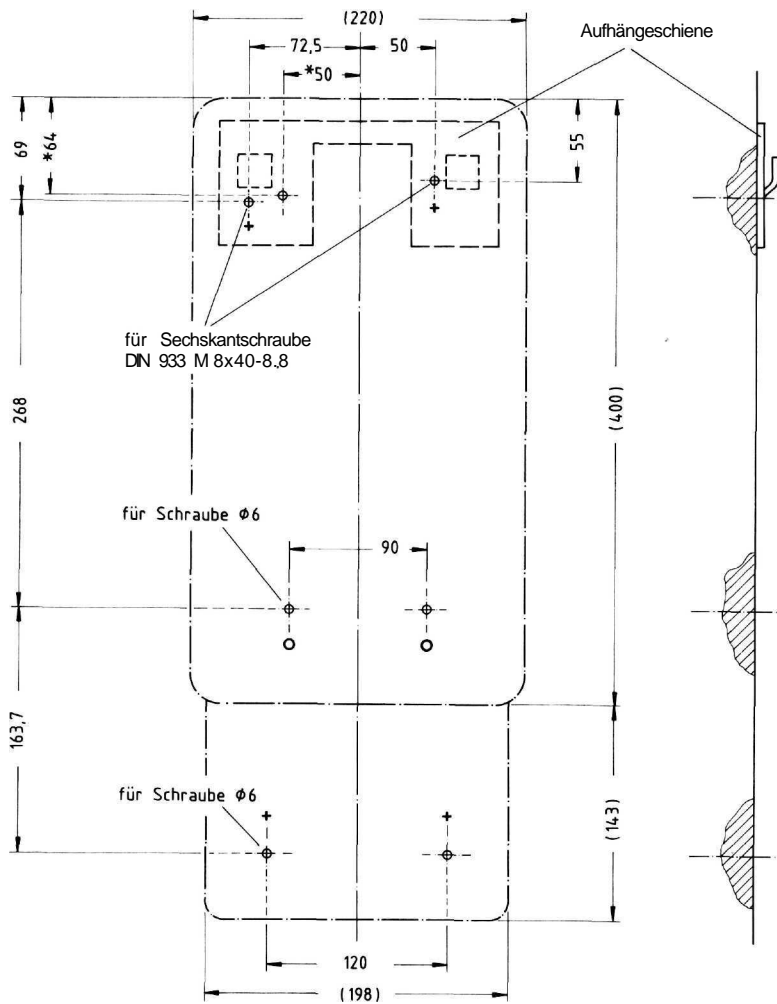 (220)
72,5
50
Aufhängeschiene
*50
69
*64
55
für Sechskantschraube
DIN 933 M 8x40-8.8
268
(400)
für Schraube ϕ6
90
163,7
für Schraube ϕ6
(143)
120
(198)